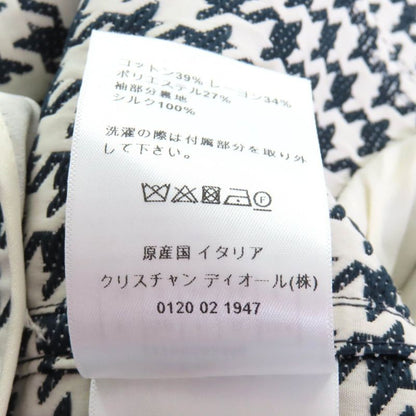 コットン39% レーヨン34%
ポリエステル27%
袖部分裏地
シルク100%
洗濯の際は付属部分を取り外
して下さい。
F
原産国 イタリア
クリスチャン ディオール(株)
0120 02 1947